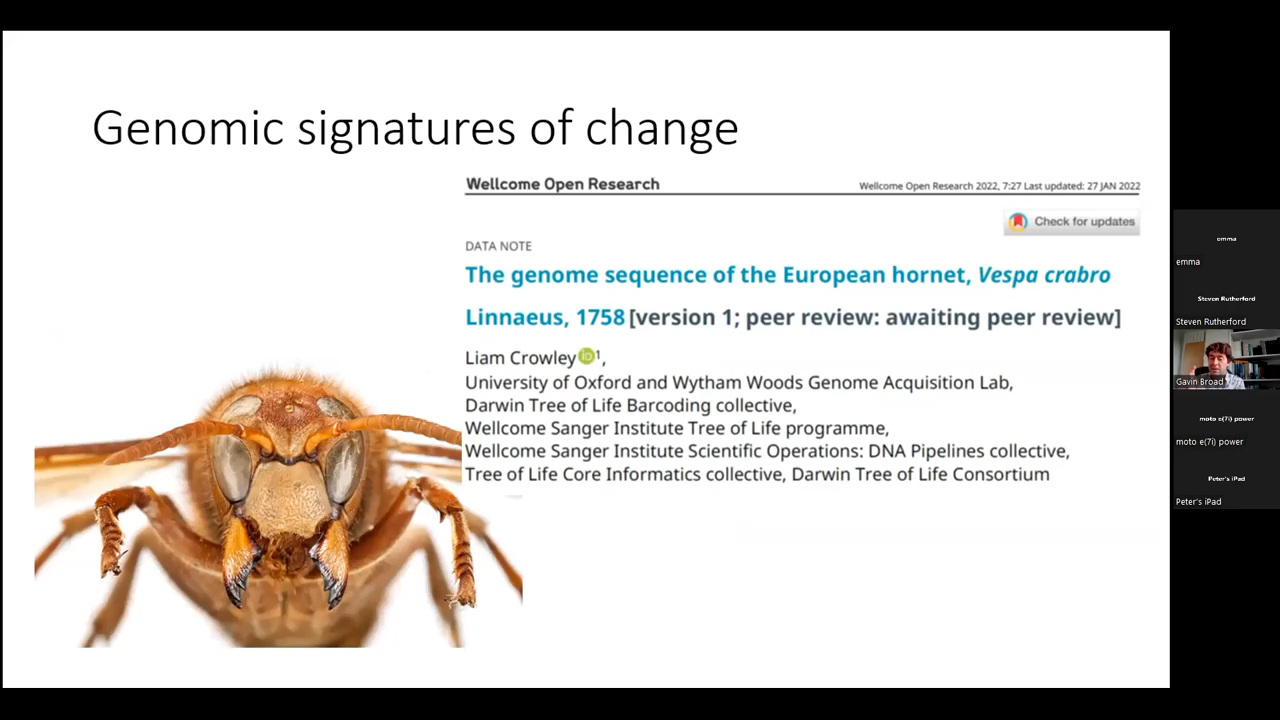 Genomic signatures of change
Wellcome Open Research
Wellcome Open Research 2022, 7:27 Last updated: 27 JAN 2022
Check for updates
DATA NOTE
The genome sequence of the European hornet, Vespa crabro
Linnaeus, 1758 [version 1; peer review: awaiting peer review]
Liam Crowley iD 1,
University of Oxford and Wytham Woods Genome Acquisition Lab,
Darwin Tree of Life Barcoding collective,
Wellcome Sanger Institute Tree of Life programme,
Wellcome Sanger Institute Scientific Operations: DNA Pipelines collective,
Tree of Life Core Informatics collective, Darwin Tree of Life Consortium
emma
emma
Steven Rutherford
Steven Rutherford
Gavin Broad
moto e(7i) power
moto e(7i) power
Peter's iPad
Peter's iPad